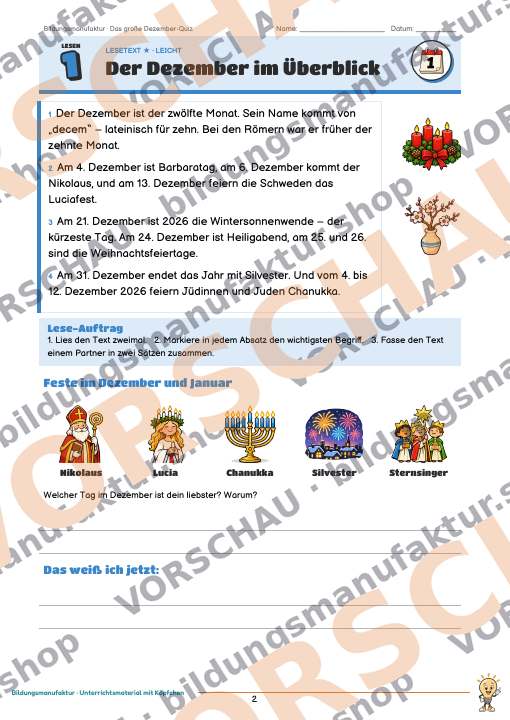 Bildungsmanufaktur · Das große Dezember-Quiz Name: Datum:
LESEN
1
LESETEXT ★ · LEICHT
Der Dezember im Überblick
1
1 Der Dezember ist der zwölfte Monat. Sein Name kommt von
„decem“ – lateinisch für zehn. Bei den Römern war er früher der
zehnte Monat.
2 Am 4. Dezember ist Barbaratag, am 6. Dezember kommt der
Nikolaus, und am 13. Dezember feiern die Schweden das
Luciafest.
3 Am 21. Dezember ist 2026 die Wintersonnenwende – der
kürzeste Tag. Am 24. Dezember ist Heiligabend, am 25. und 26.
sind die Weihnachtsfeiertage.
4 Am 31. Dezember endet das Jahr mit Silvester. Und vom 4. bis
12. Dezember 2026 feiern Jüdinnen und Juden Chanukka.
Lese-Auftrag
1. Lies den Text zweimal. 2. Markiere in jedem Absatz den wichtigsten Begriff. 3. Fasse den Text
einem Partner in zwei Sätzen zusammen.
Feste im Dezember und Januar
Nikolaus Lucia Chanukka Silvester Sternsinger
Welcher Tag im Dezember ist dein liebster? Warum?
Das weiß ich jetzt:
Bildungsmanufaktur · Unterrichtsmaterial mit Köpfchen
2
VORSCHAU · bildungsmanufaktur.shop